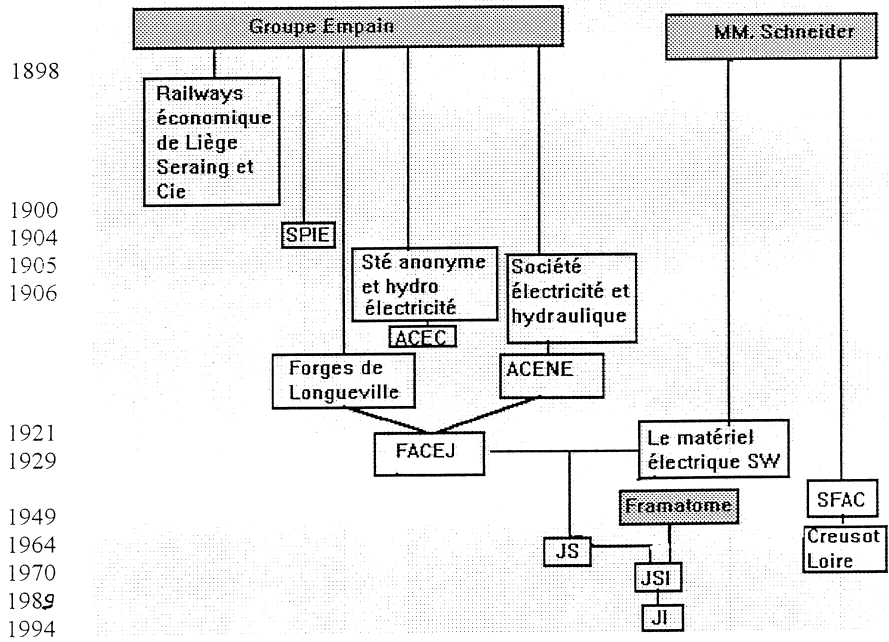 Groupe Empain
MM. Schneider
1898
Railways
économique
de Liège
Seraing et
Cie
1900
1904
SPIE
1905
1906
Sté anonyme
et hydro
électricité
Société
électricité et
hydraulique
ACEC
Forges de
Longueville
ACENE
1921
1929
FACEJ
Le matériel
électrique SW
SFAC
1949
Framatome
1964
JS
Creusot
Loire
1970
JSI
1989
JI
1994